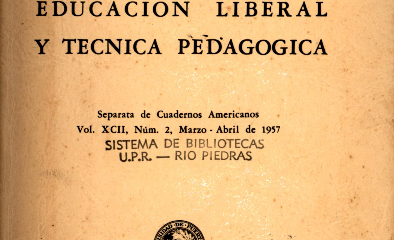 EDUCACION LIBERAL
Y TECNICA PEDAGOGICA
Separata de Cuadernos Americanos
Vol. XCII, Núm. 2, Marzo - Abril de 1957
SISTEMA DE BIBLIOTECAS
U.P.R. — RIO PIEDRAS